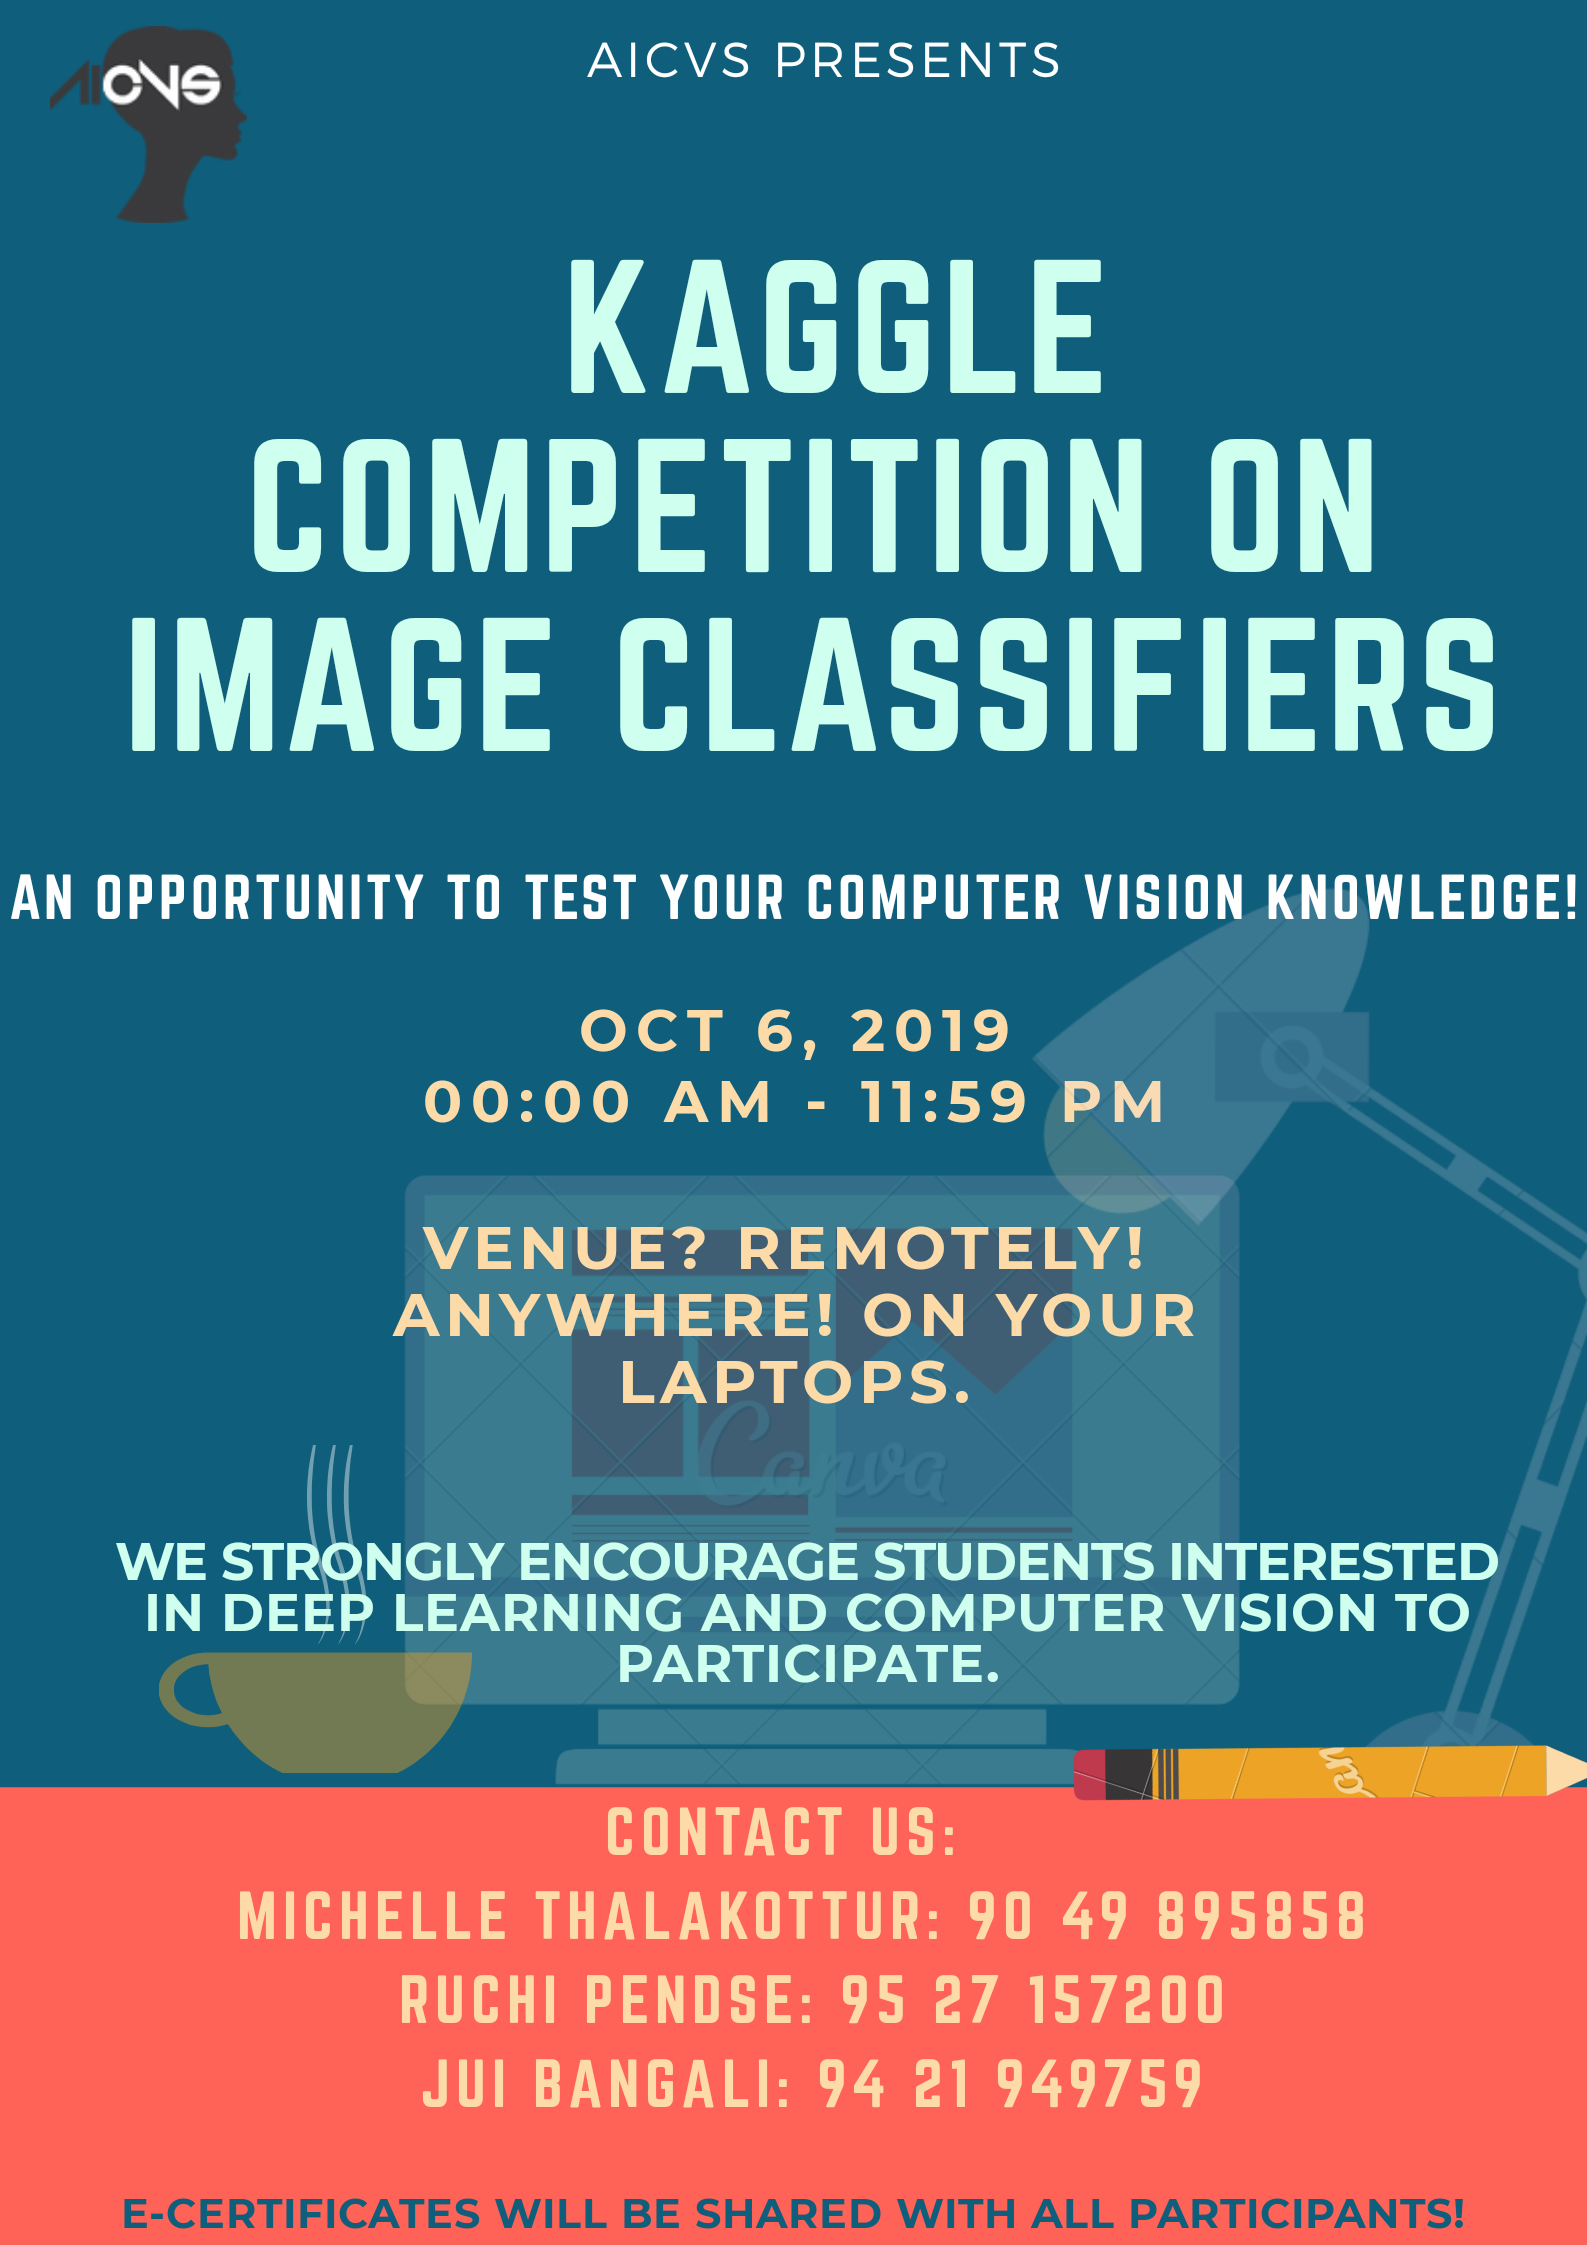 AICVS
AICVS PRESENTS
KAGGLE
COMPETITION ON
IMAGE CLASSIFIERS
AN OPPORTUNITY TO TEST YOUR COMPUTER VISION KNOWLEDGE!
OCT 6, 2019
00:00 AM - 11:59 PM
VENUE? REMOTELY!
ANYWHERE! ON YOUR
LAPTOPS.
Canva
WE STRONGLY ENCOURAGE STUDENTS INTERESTED
IN DEEP LEARNING AND COMPUTER VISION TO
PARTICIPATE.
CONTACT US:
MICHELLE THALAKOTTUR: 90 49 895858
RUCHI PENDSE: 95 27 157200
JUI BANGALI: 94 21 949759
E-CERTIFICATES WILL BE SHARED WITH ALL PARTICIPANTS!